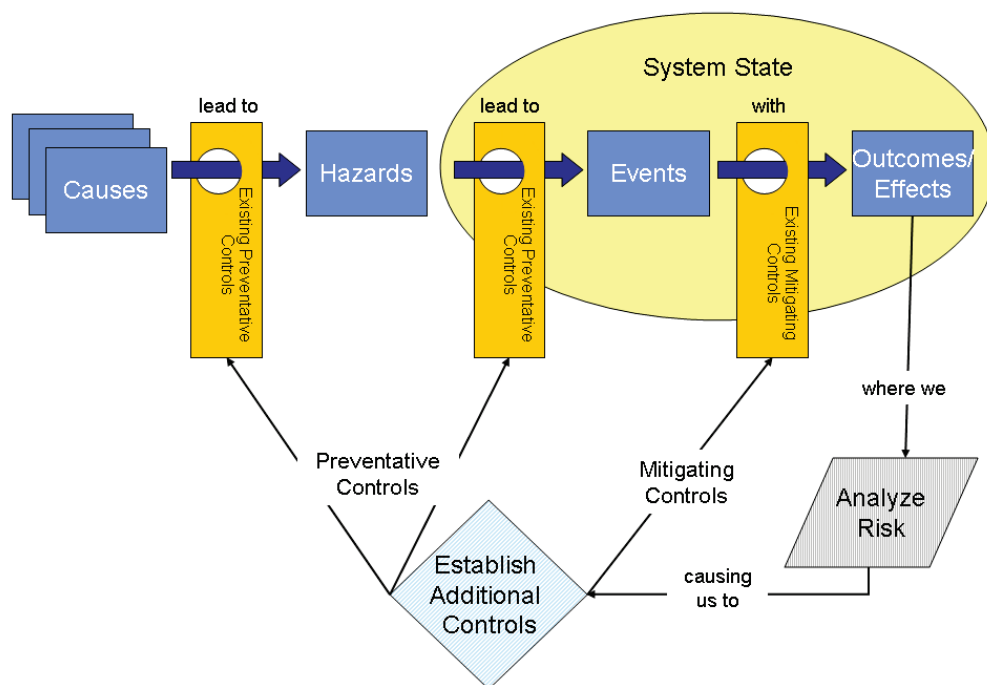 System State
lead to
lead to
with
Causes
Hazards
Events
Outcomes/
Effects
Existing Preventative
Controls
Existing Preventative
Controls
Existing Mitigating
Controls
where we
Preventative
Controls
Mitigating
Controls
Analyze
Risk
Establish
Additional
Controls
causing
us to